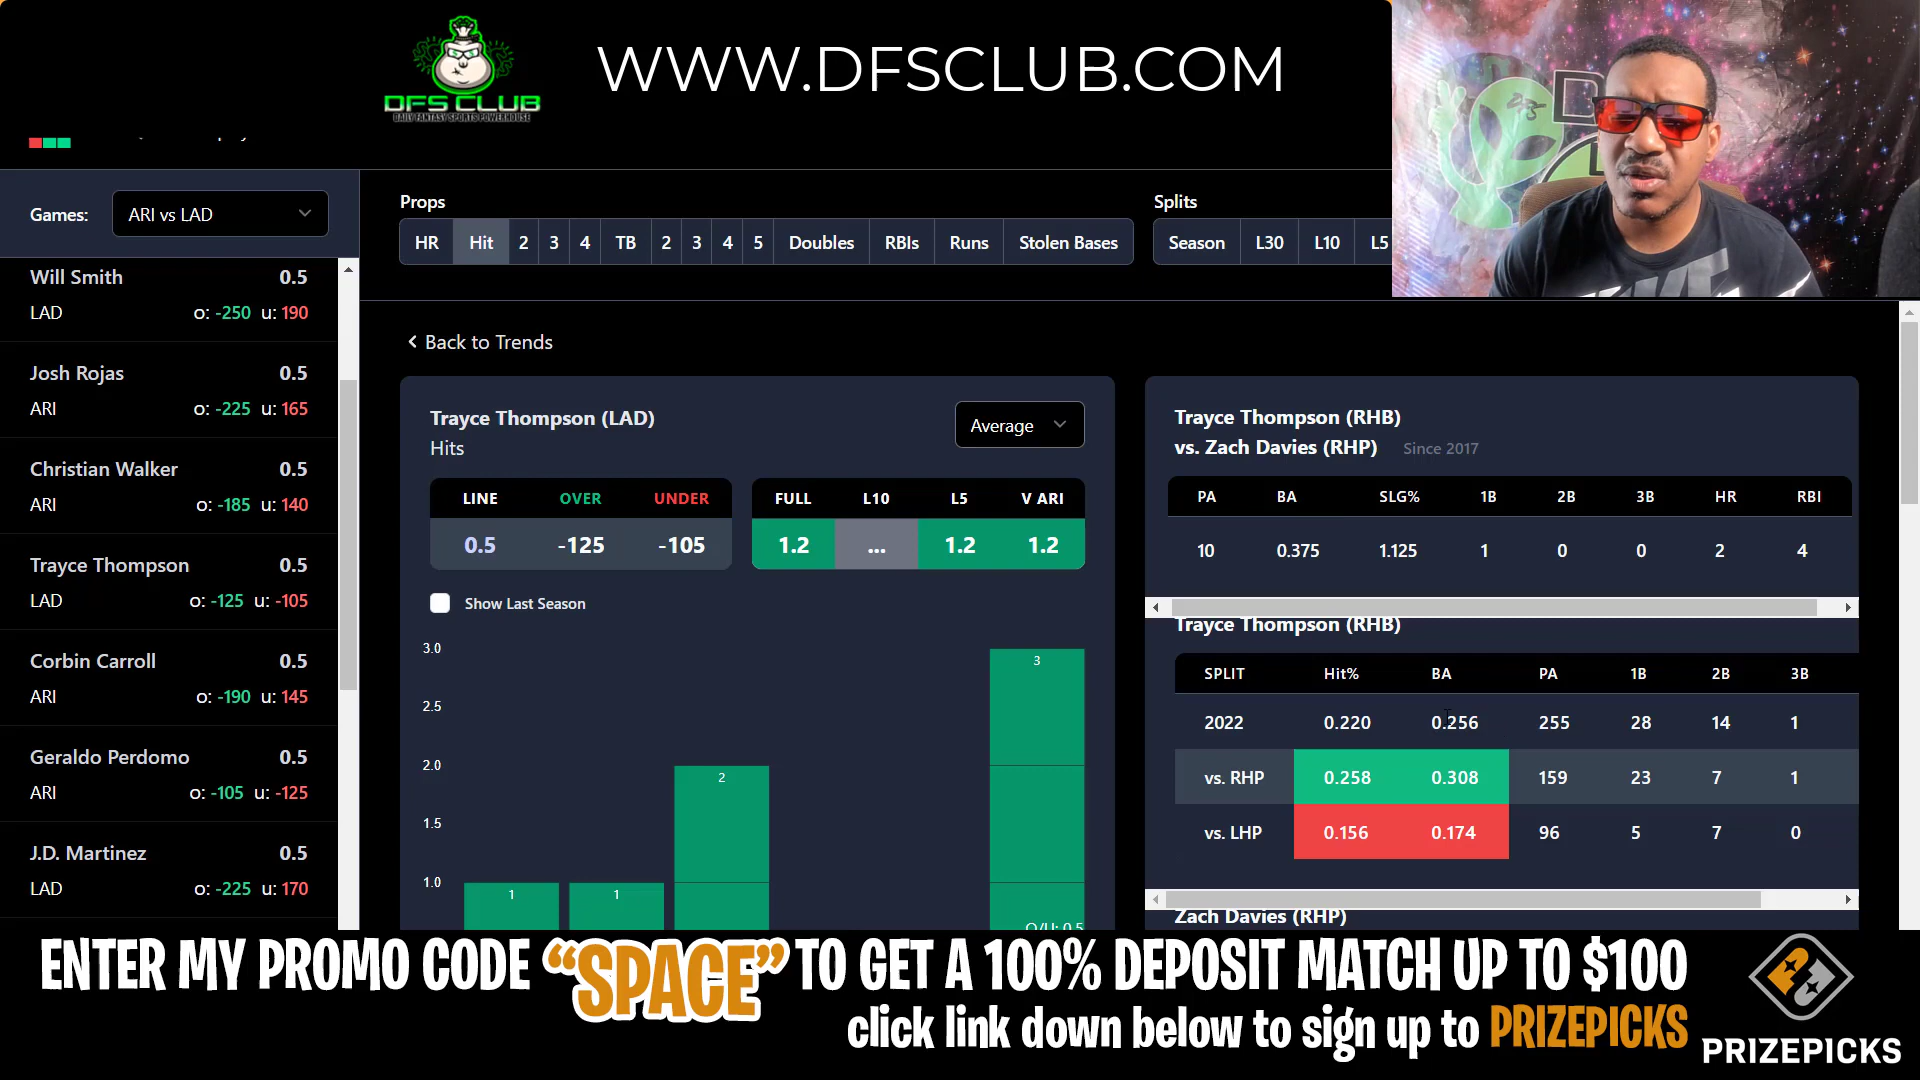 DFS CLUB
DAILY FANTASY SPORTS POWERHOUSE
WWW.DFSCLUB.COM
Games:
ARI vs LAD
Props
HR Hit 2 3 4 TB 2 3 4 5 Doubles RBIs Runs Stolen Bases
Splits
Season L30 L10 L5
Will Smith 0.5
LAD o: -250 u: 190
Josh Rojas 0.5
ARI o: -225 u: 165
Christian Walker 0.5
ARI o: -185 u: 140
Trayce Thompson 0.5
LAD o: -125 u: -105
Corbin Carroll 0.5
ARI o: -190 u: 145
Geraldo Perdomo 0.5
ARI o: -105 u: -125
J.D. Martinez 0.5
LAD o: -225 u: 170
Back to Trends
Trayce Thompson (LAD)
Hits
Average
LINE OVER UNDER
0.5 -125 -105
FULL L10 L5 V ARI
1.2 ... 1.2 1.2
Show Last Season
3.0
2.5
2.0
1.5
1.0
1
1
2
3
O/U: 0.5
Trayce Thompson (RHB)
vs. Zach Davies (RHP) Since 2017
PA BA SLG% 1B 2B 3B HR RBI
10 0.375 1.125 1 0 0 2 4
Trayce Thompson (RHB)
SPLIT Hit% BA PA 1B 2B 3B
2022 0.220 0.256 255 28 14 1
vs. RHP 0.258 0.308 159 23 7 1
vs. LHP 0.156 0.174 96 5 7 0
Zach Davies (RHP)
ENTER MY PROMO CODE “SPACE” TO GET A 100% DEPOSIT MATCH UP TO $100
click link down below to sign up to PRIZEPICKS
PRIZEPICKS